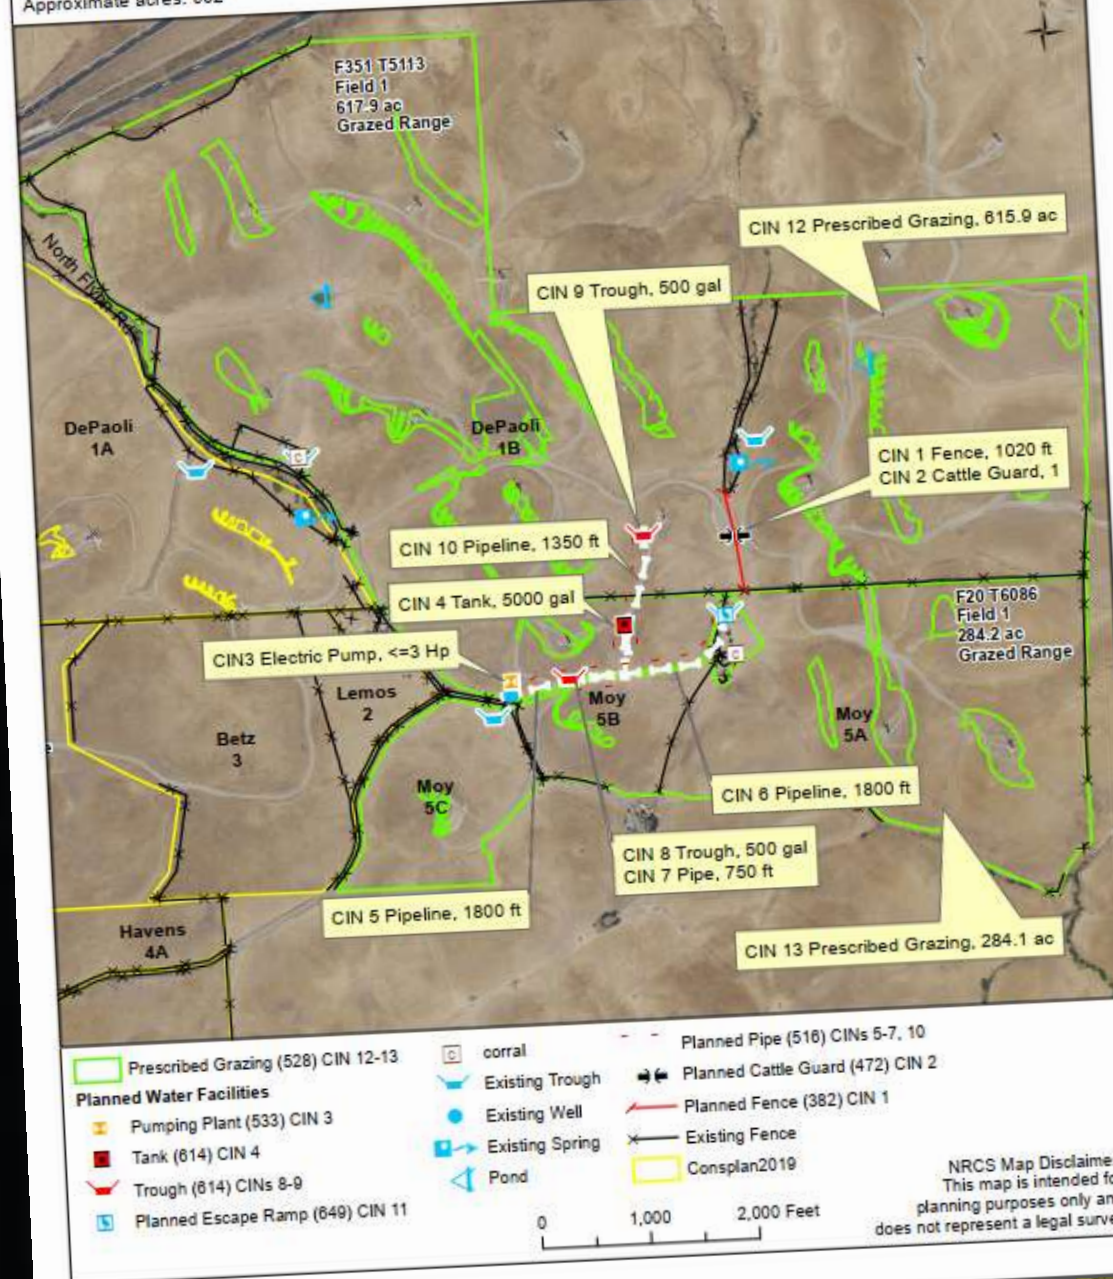 Approximate acres:
F351 T5113
Field 1
617.9 ac
Grazed Range
CIN 12 Prescribed Grazing, 615.9 ac
North Flynn
CIN 9 Trough, 500 gal
DePaoli
1A
DePaoli
1B
CIN 1 Fence, 1020 ft
CIN 2 Cattle Guard, 1
C
CIN 10 Pipeline, 1350 ft
CIN 4 Tank, 5000 gal
F20 T6086
Field 1
284.2 ac
Grazed Range
CIN3 Electric Pump, <=3 Hp
C
Lemos
2
Moy
5B
Moy
5A
Betz
3
Moy
5C
CIN 6 Pipeline, 1800 ft
CIN 8 Trough, 500 gal
CIN 7 Pipe, 750 ft
CIN 5 Pipeline, 1800 ft
Havens
4A
CIN 13 Prescribed Grazing, 284.1 ac
Prescribed Grazing (528) CIN 12-13
Planned Water Facilities
Pumping Plant (533) CIN 3
Tank (614) CIN 4
Trough (614) CINs 8-9
Planned Escape Ramp (649) CIN 11
C corral
Existing Trough
Existing Well
Existing Spring
Pond
Planned Pipe (516) CINs 5-7, 10
Planned Cattle Guard (472) CIN 2
Planned Fence (382) CIN 1
Existing Fence
Consplan2019
0 1,000 2,000 Feet
NRCS Map Disclaime
This map is intended fo
planning purposes only an
does not represent a legal surve